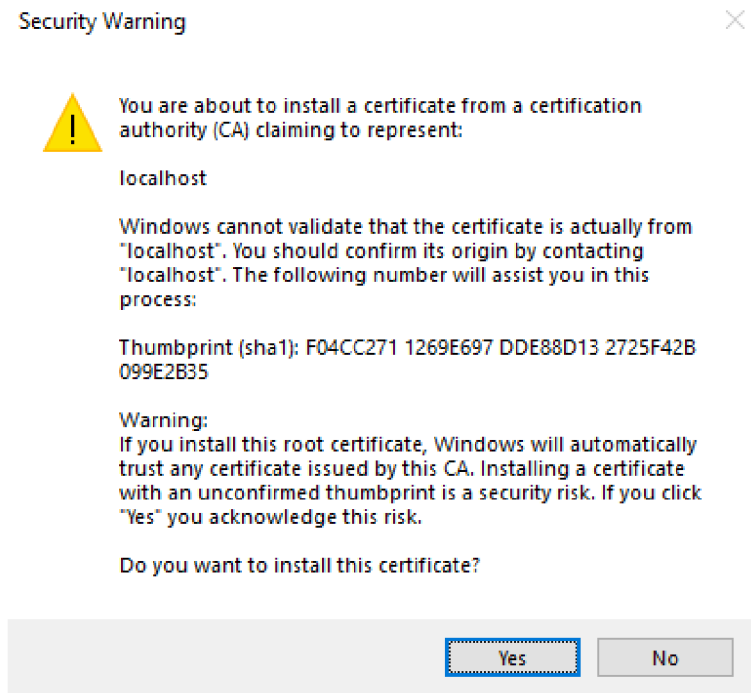 Security Warning
You are about to install a certificate from a certification
authority (CA) claiming to represent:
localhost
Windows cannot validate that the certificate is actually from
"localhost". You should confirm its origin by contacting
"localhost". The following number will assist you in this
process:
Thumbprint (sha1): F04CC271 1269E697 DDE88D13 2725F42B
099E2B35
Warning:
If you install this root certificate, Windows will automatically
trust any certificate issued by this CA. Installing a certificate
with an unconfirmed thumbprint is a security risk. If you click
"Yes" you acknowledge this risk.
Do you want to install this certificate?
Yes No